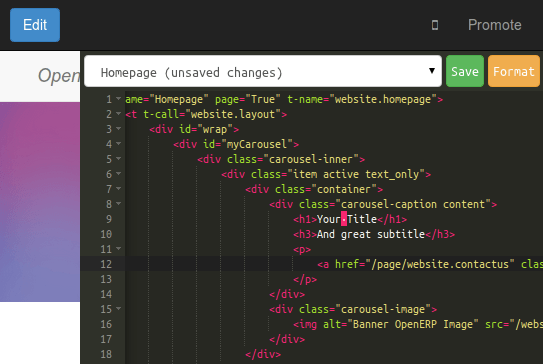 Edit Promote
Open
Homepage (unsaved changes) Save Format
1 ame="Homepage" page="True" t-name="website.homepage">
2 <t t-call="website.layout">
3 <div id="wrap">
4 <div id="myCarousel">
5 <div class="carousel-inner">
6 <div class="item active text_only">
7 <div class="container">
8 <div class="carousel-caption content">
9 <h1>Your Title</h1>
10 <h3>And great subtitle</h3>
11 <p>
12 <a href="/page/website.contactus" clas
13 </p>
14 </div>
15 <div class="carousel-image">
16 <img alt="Banner OpenERP Image" src="/webs
17 </div>
18 </div>